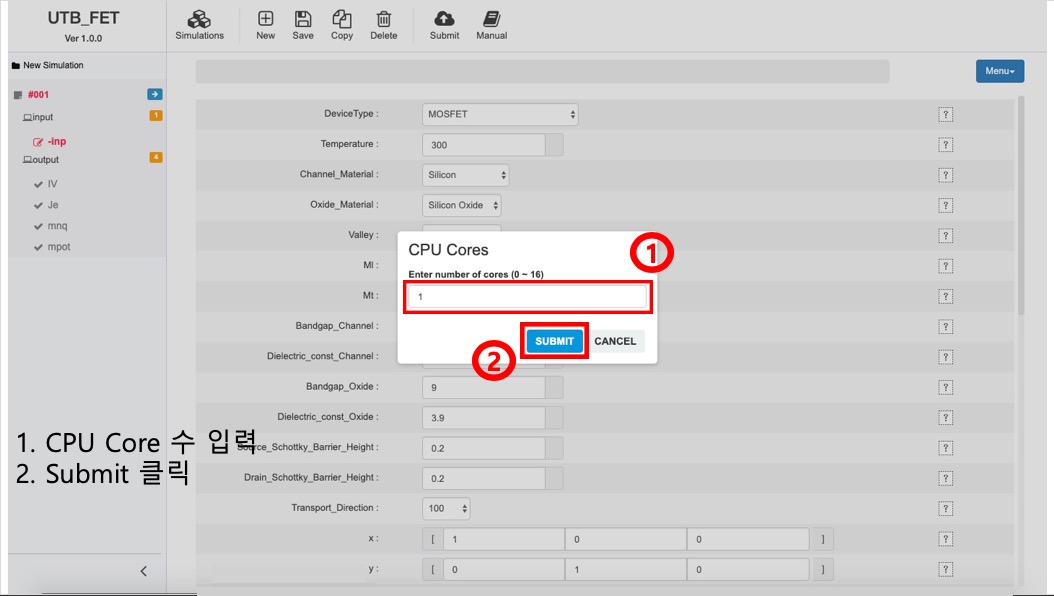 UTB_FET
Ver 1.0.0
Simulations
New
Save
Copy
Delete
Submit
Manual
New Simulation
Menu
#001
input
1
-inp
output
4
IV
Je
mnq
mpot
DeviceType :
MOSFET
?
Temperature :
300
?
Channel_Material :
Silicon
?
Oxide_Material :
Silicon Oxide
?
Valley :
?
Ml :
?
Mt :
?
Bandgap_Channel :
?
Dielectric_const_Channel :
?
Bandgap_Oxide :
9
?
Dielectric_const_Oxide :
3.9
?
Source_Schottky_Barrier_Height :
0.2
?
Drain_Schottky_Barrier_Height :
0.2
?
Transport_Direction :
100
?
x : [ 1 0 0 ]
?
y : [ 0 1 0 ]
?
CPU Cores
1
Enter number of cores (0 ~ 16)
1
SUBMIT
CANCEL
2
1. CPU Core 수 입력
2. Submit 클릭